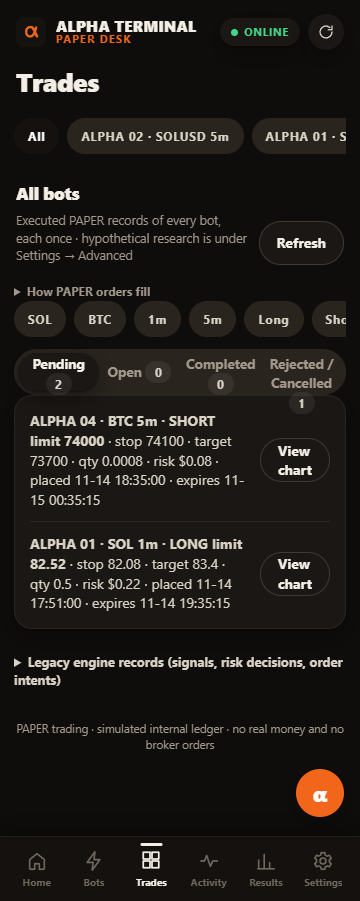 α ALPHA TERMINAL
PAPER DESK
ONLINE
Trades
All
ALPHA 02 · SOLUSD 5m
ALPHA 01 · S
All bots
Executed PAPER records of every bot,
each once · hypothetical research is under
Settings → Advanced
Refresh
▶ How PAPER orders fill
SOL
BTC
1m
5m
Long
Sho
Pending
2
Open 0
Completed
0
Rejected /
Cancelled
1
ALPHA 04 · BTC 5m · SHORT
limit 74000 · stop 74100 · target
73700 · qty 0.0008 · risk $0.08 ·
placed 11-14 18:35:00 · expires 11-
15 00:35:15
View
chart
ALPHA 01 · SOL 1m · LONG limit
82.52 · stop 82.08 · target 83.4 ·
qty 0.5 · risk $0.22 · placed 11-14
17:51:00 · expires 11-14 19:35:15
View
chart
▶ Legacy engine records (signals, risk decisions, order
intents)
PAPER trading · simulated internal ledger · no real money and no
broker orders
α
Home
Bots
Trades
Activity
Results
Settings